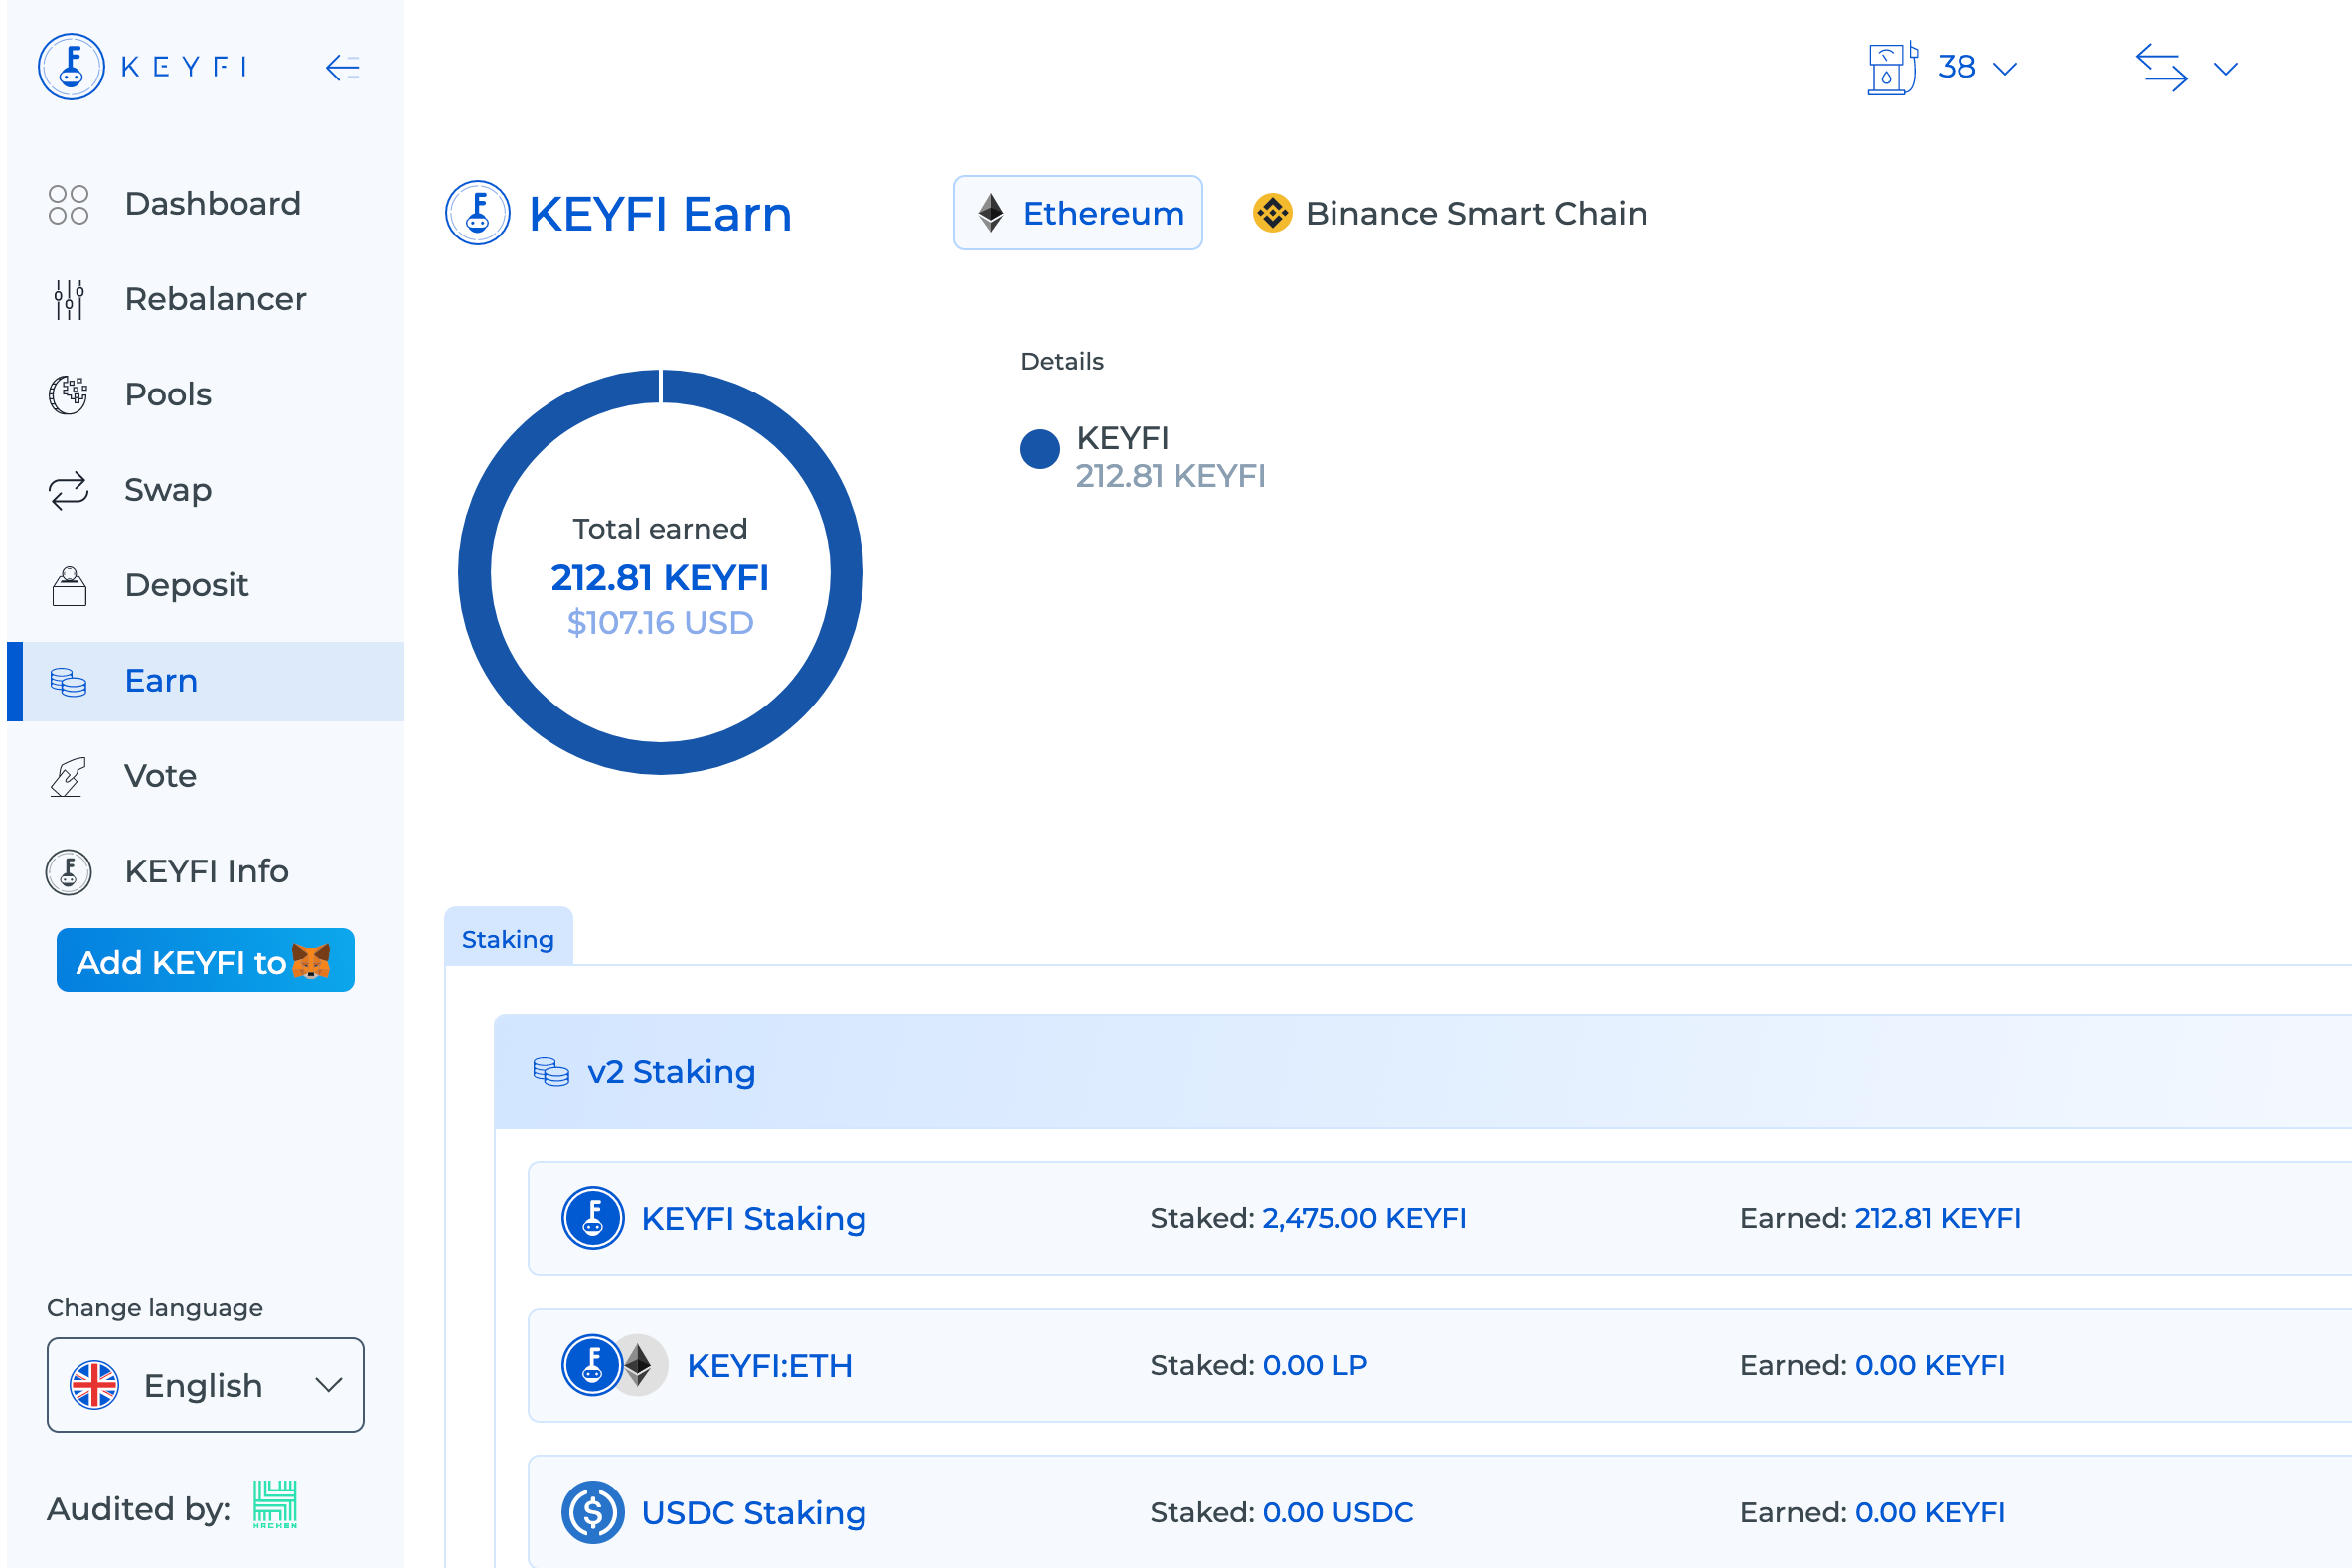 KEYFI
38
Dashboard
Rebalancer
Pools
Swap
Deposit
Earn
Vote
KEYFI Info
Add KEYFI to
Change language
English
Audited by:
HACKEN
KEYFI Earn
Ethereum
Binance Smart Chain
Total earned
212.81 KEYFI
$107.16 USD
Details
KEYFI
212.81 KEYFI
Staking
v2 Staking
KEYFI Staking Staked: 2,475.00 KEYFI Earned: 212.81 KEYFI
KEYFI:ETH Staked: 0.00 LP Earned: 0.00 KEYFI
USDC Staking Staked: 0.00 USDC Earned: 0.00 KEYFI